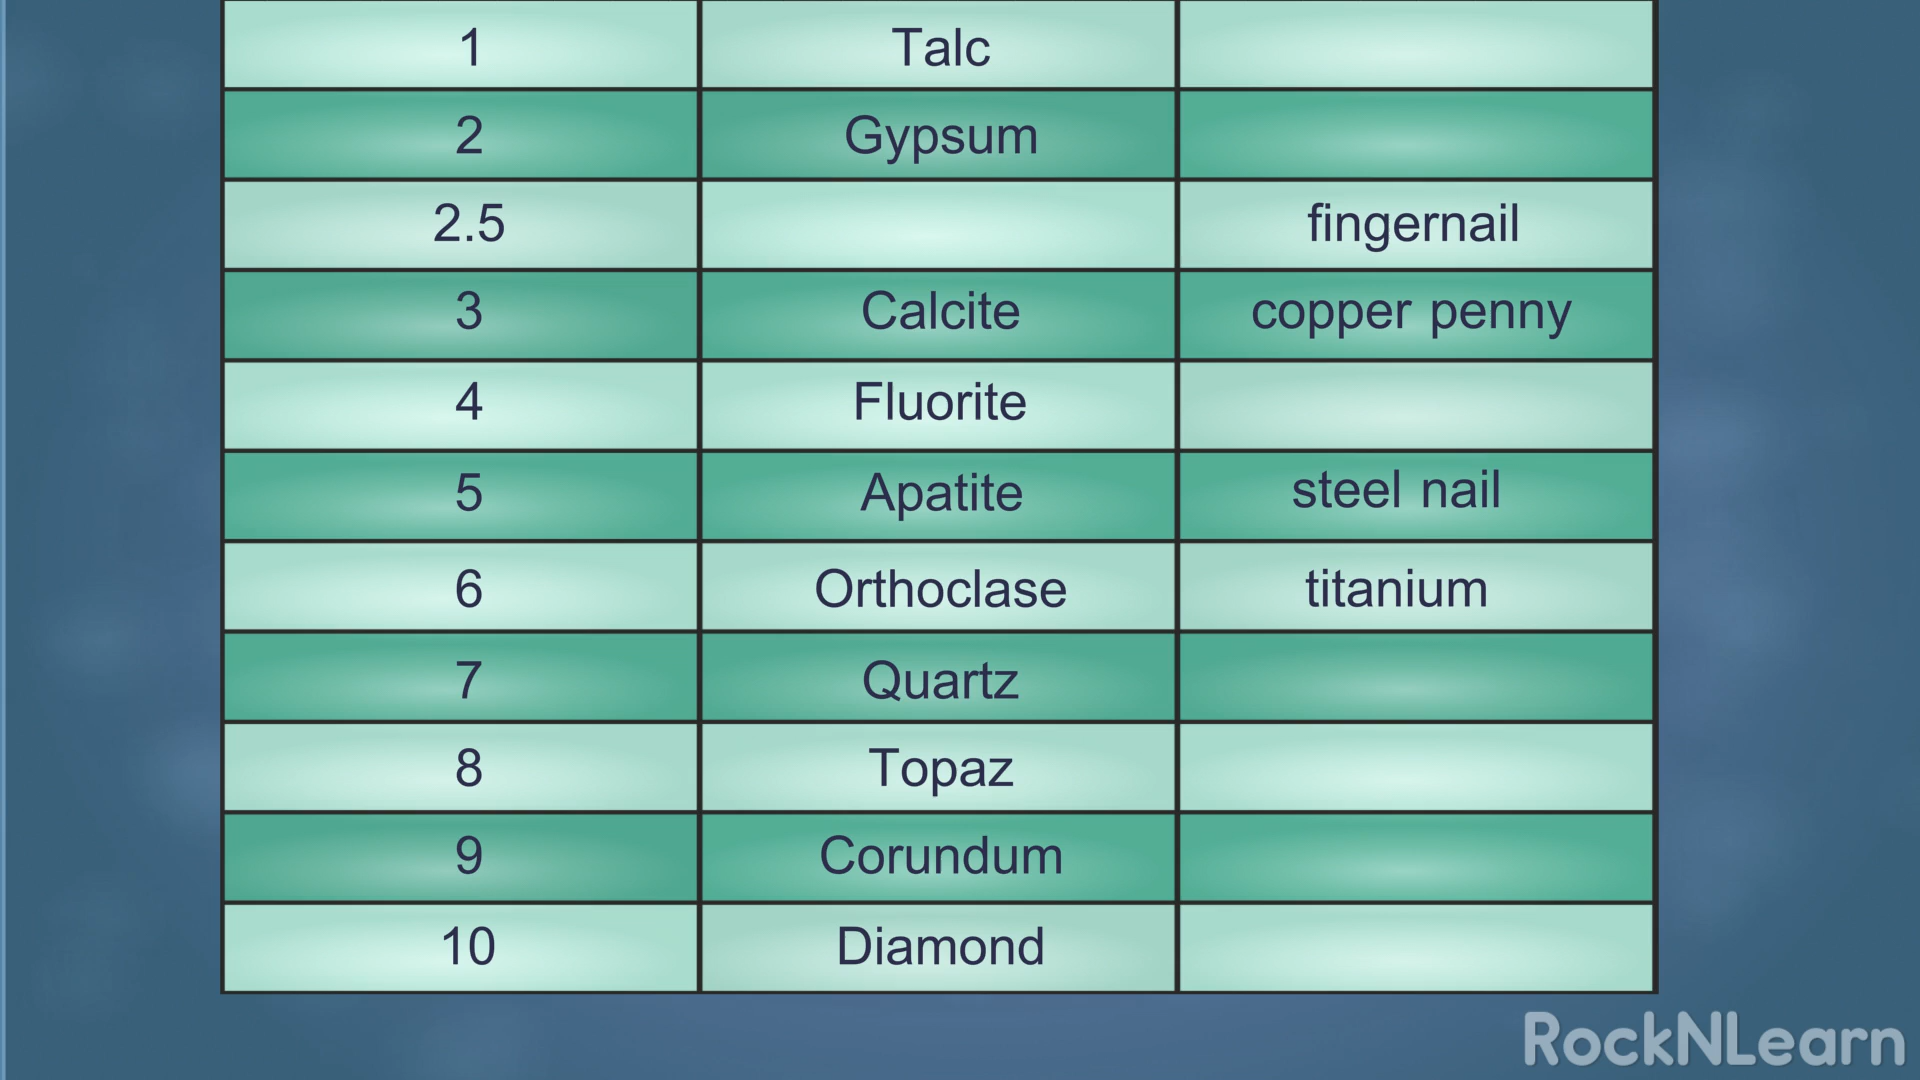 1 Talc
2 Gypsum
2.5 fingernail
3 Calcite copper penny
4 Fluorite
5 Apatite steel nail
6 Orthoclase titanium
7 Quartz
8 Topaz
9 Corundum
10 Diamond
RockNLearn